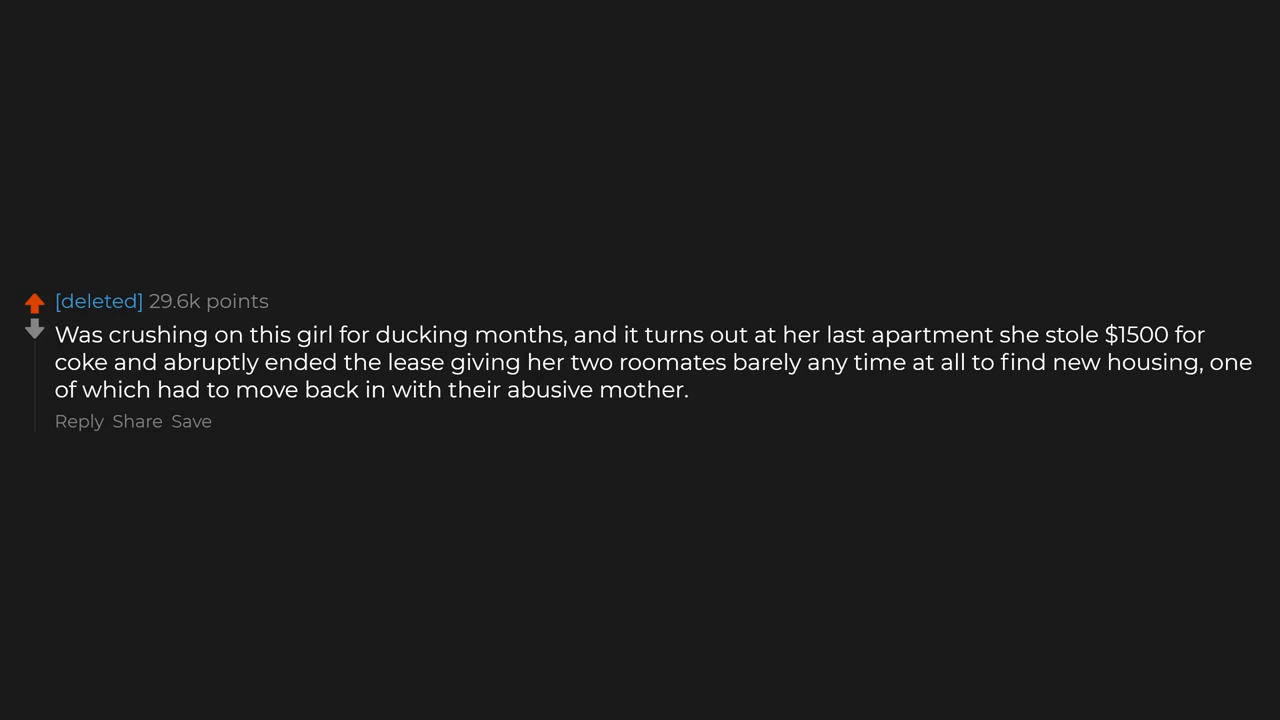 [deleted] 29.6k points
Was crushing on this girl for ducking months, and it turns out at her last apartment she stole $1500 for
coke and abruptly ended the lease giving her two roomates barely any time at all to find new housing, one
of which had to move back in with their abusive mother.
Reply Share Save